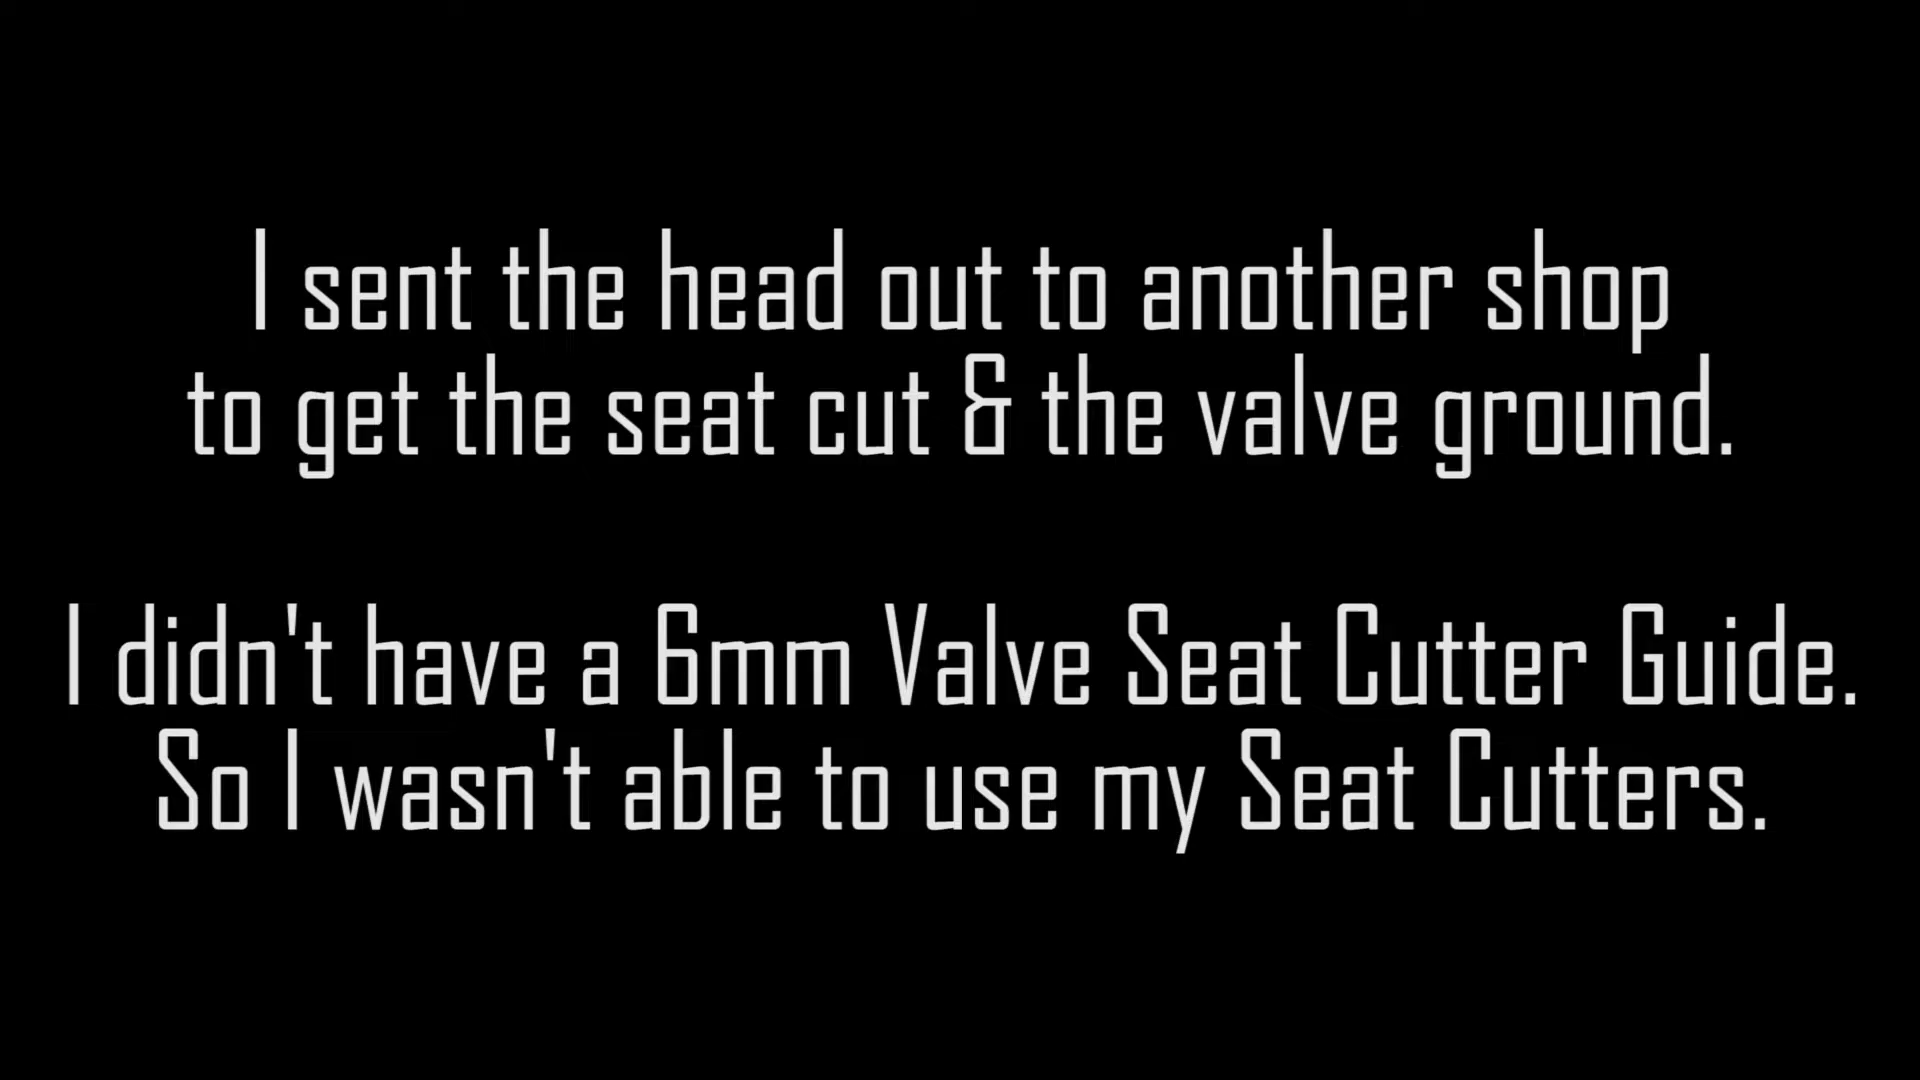 I sent the head out to another shop
to get the seat cut & the valve ground.
I didn't have a 6mm Valve Seat Cutter Guide.
So I wasn't able to use my Seat Cutters.